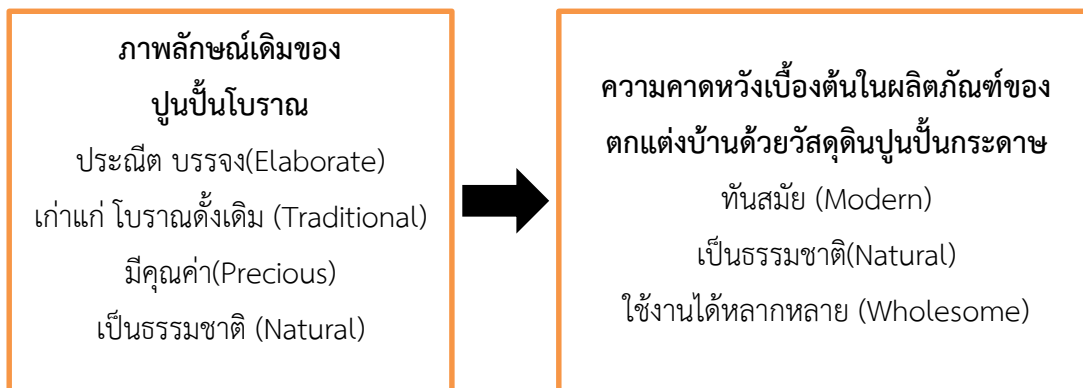 ภาพลักษณ์เดิมของ
ปูนปั้นโบราณ
ประณีต บรรจง(Elaborate)
เก่าแก่ โบราณดั้งเดิม (Traditional)
มีคุณค่า(Precious)
เป็นธรรมชาติ (Natural)
ความคาดหวังเบื้องต้นในผลิตภัณฑ์ของ
ตกแต่งบ้านด้วยวัสดุดินปูนปั้นกระดาษ
ทันสมัย (Modern)
เป็นธรรมชาติ(Natural)
ใช้งานได้หลากหลาย (Wholesome)